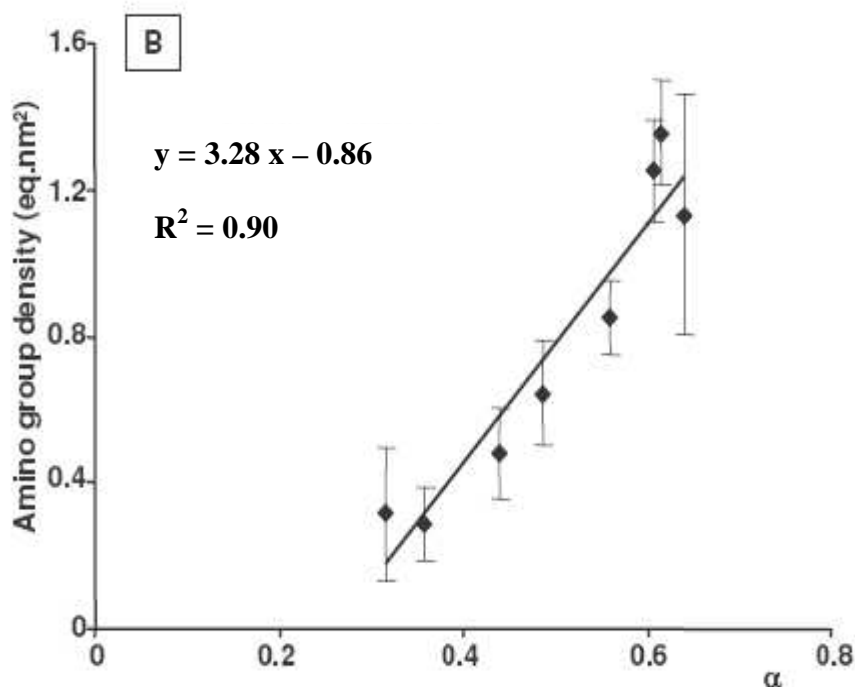 B
Amino group density (eq.nm²)
1.6
1.2
0.8
0.4
0
y = 3.28 x – 0.86
R² = 0.90
0 0.2 0.4 0.6 0.8
α